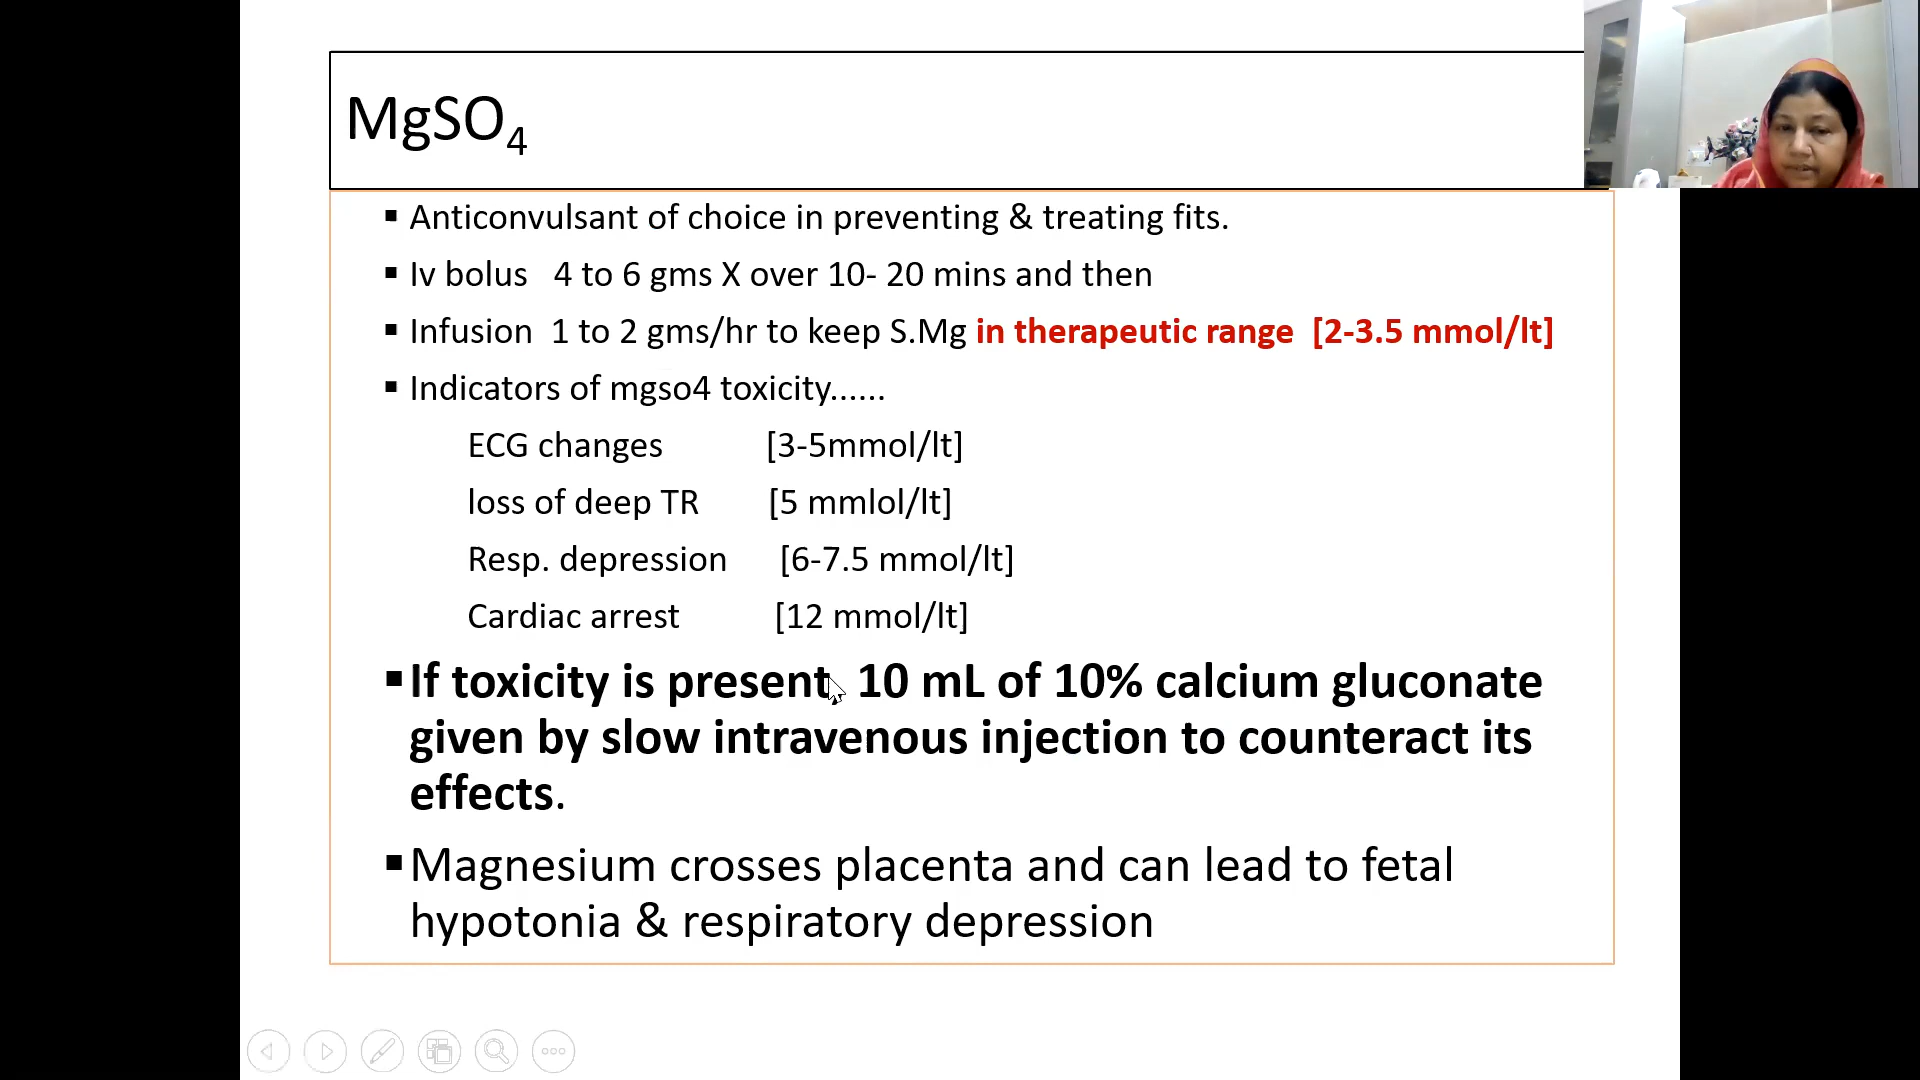 MgSO4
▪ Anticonvulsant of choice in preventing & treating fits.
▪ Iv bolus 4 to 6 gms X over 10- 20 mins and then
▪ Infusion 1 to 2 gms/hr to keep S.Mg in therapeutic range [2-3.5 mmol/lt]
▪ Indicators of mgso4 toxicity......
ECG changes [3-5mmol/lt]
loss of deep TR [5 mmlol/lt]
Resp. depression [6-7.5 mmol/lt]
Cardiac arrest [12 mmol/lt]
▪ If toxicity is present, 10 mL of 10% calcium gluconate
given by slow intravenous injection to counteract its
effects.
▪ Magnesium crosses placenta and can lead to fetal
hypotonia & respiratory depression